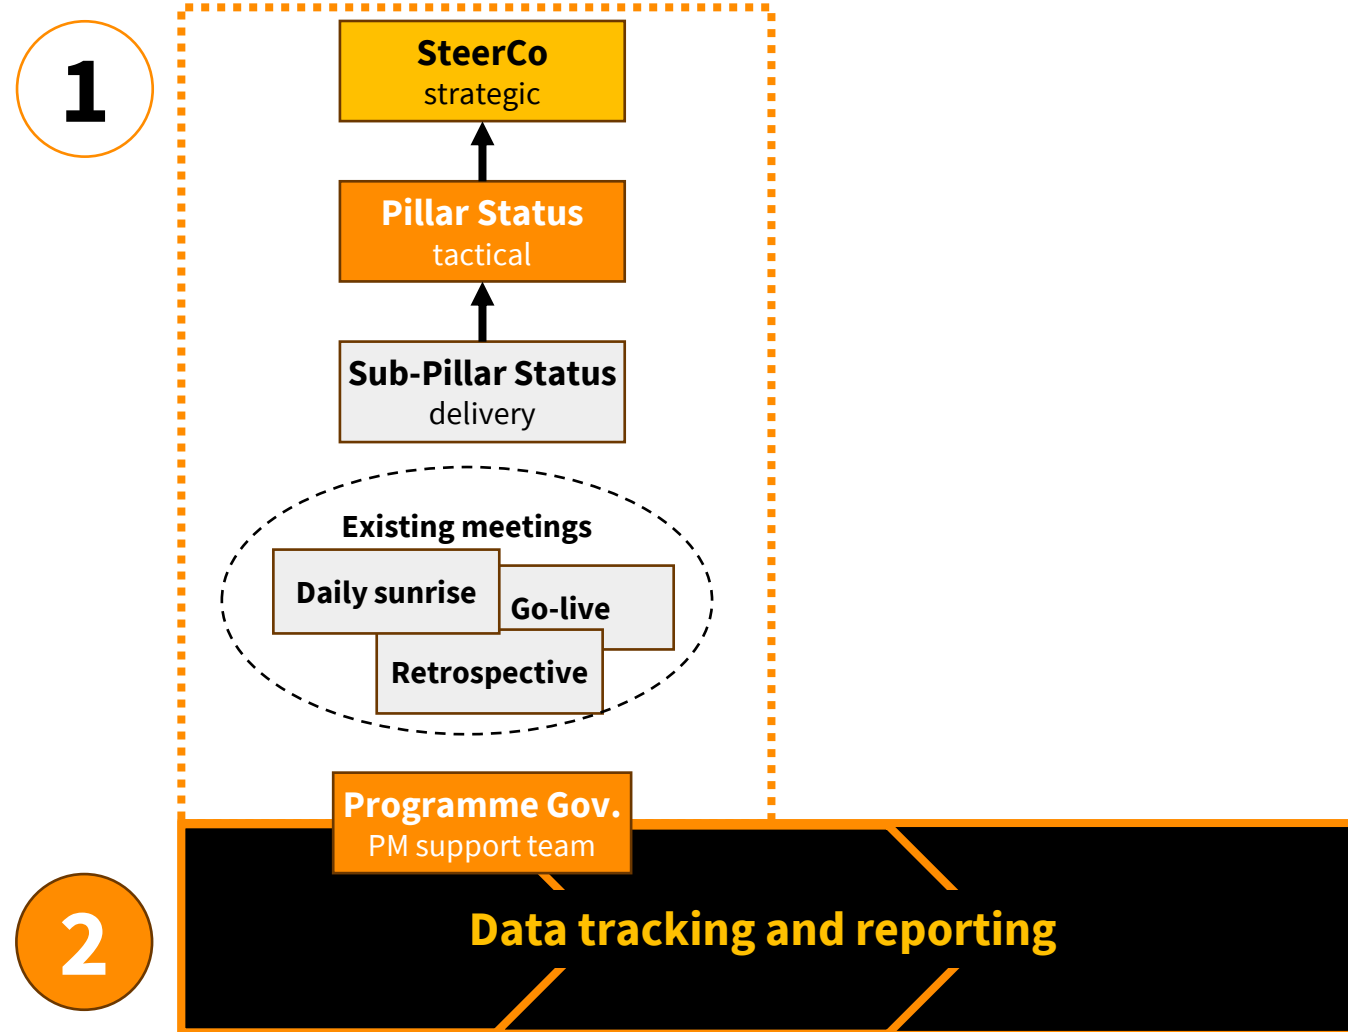 1
SteerCo
strategic
Pillar Status
tactical
Sub-Pillar Status
delivery
Existing meetings
Daily sunrise
Go-live
Retrospective
Programme Gov.
PM support team
2
Data tracking and reporting